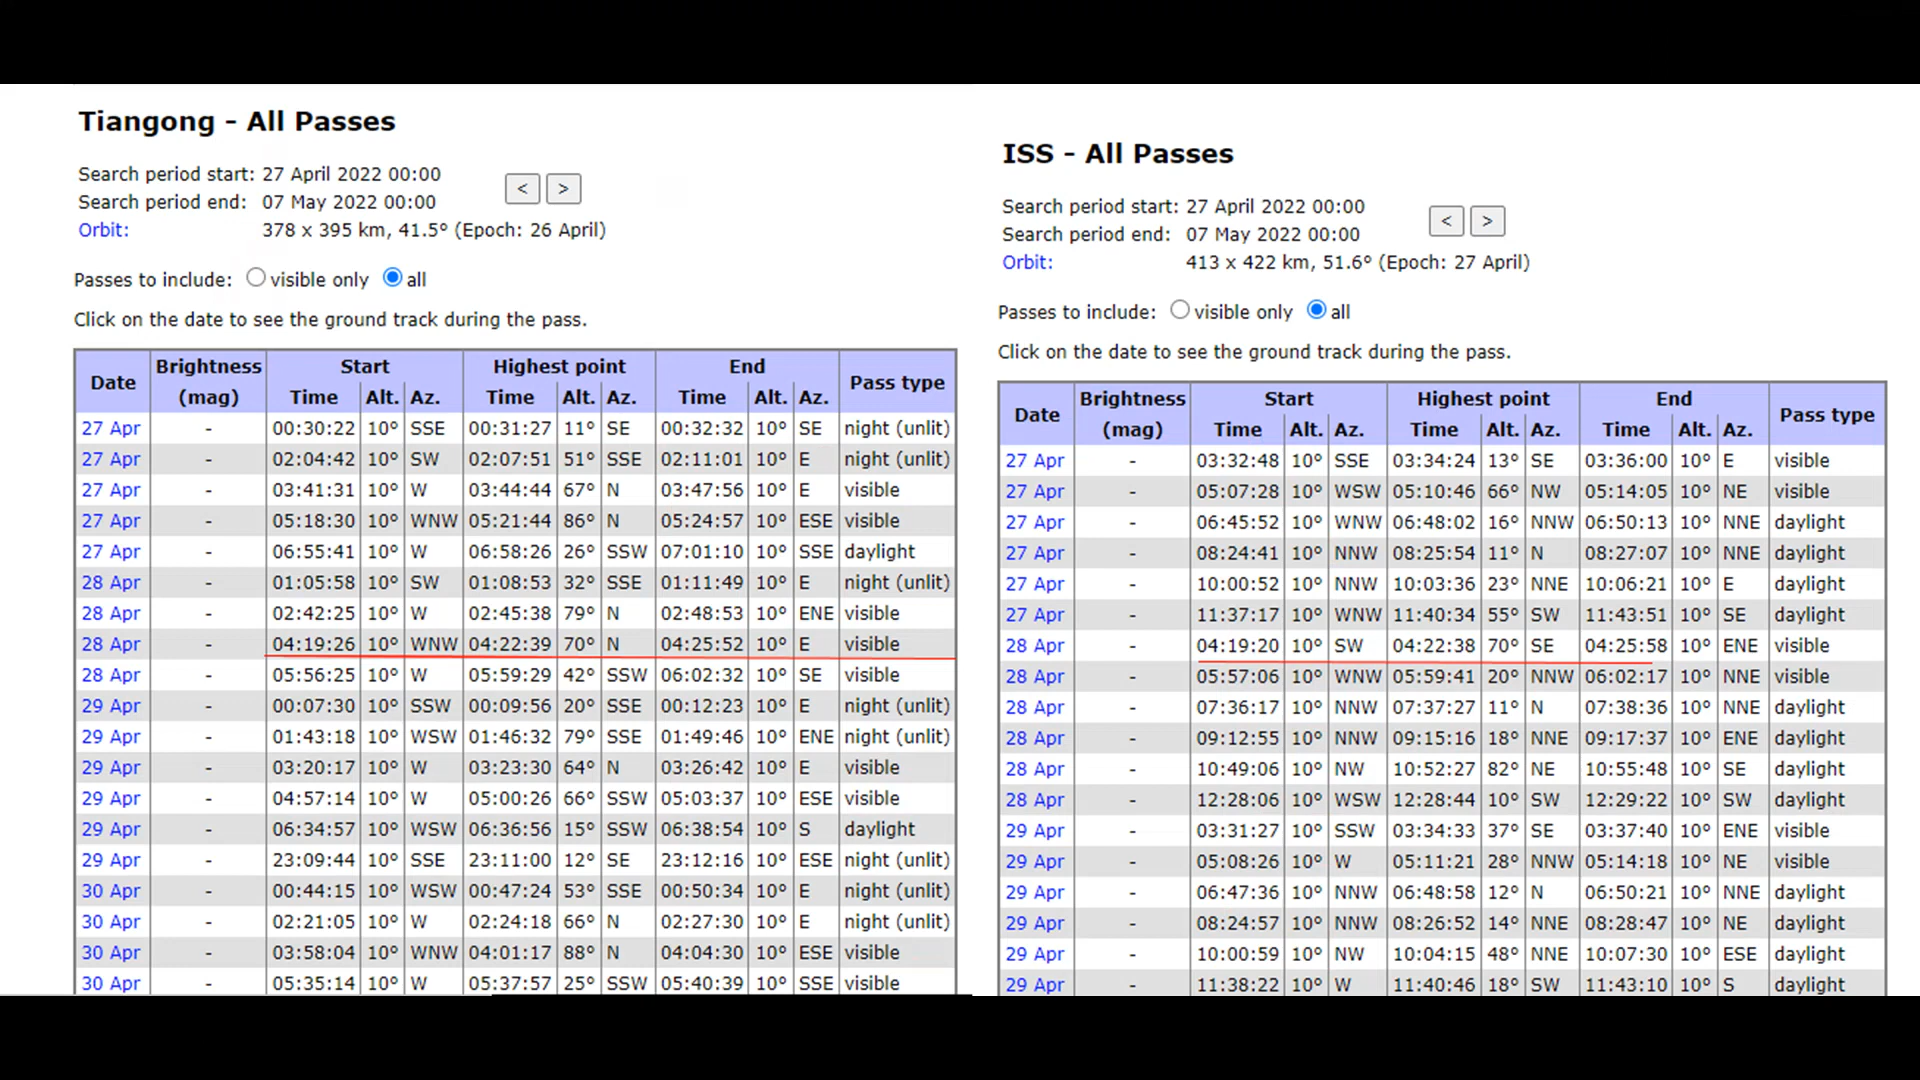 Tiangong - All Passes
Search period start: 27 April 2022 00:00
Search period end: 07 May 2022 00:00
< >
Orbit: 378 x 395 km, 41.5° (Epoch: 26 April)
Passes to include: visible only all
Click on the date to see the ground track during the pass.
Date Brightness (mag) Start Highest point End Pass type
Time Alt. Az. Time Alt. Az. Time Alt. Az.
27 Apr - 00:30:22 10° SSE 00:31:27 11° SE 00:32:32 10° SE night (unlit)
27 Apr - 02:04:42 10° SW 02:07:51 51° SSE 02:11:01 10° E night (unlit)
27 Apr - 03:41:31 10° W 03:44:44 67° N 03:47:56 10° E visible
27 Apr - 05:18:30 10° WNW 05:21:44 86° N 05:24:57 10° ESE visible
27 Apr - 06:55:41 10° W 06:58:26 26° SSW 07:01:10 10° SSE daylight
28 Apr - 01:05:58 10° SW 01:08:53 32° SSE 01:11:49 10° E night (unlit)
28 Apr - 02:42:25 10° W 02:45:38 79° N 02:48:53 10° ENE visible
28 Apr - 04:19:26 10° WNW 04:22:39 70° N 04:25:52 10° E visible
28 Apr - 05:56:25 10° W 05:59:29 42° SSW 06:02:32 10° SE visible
29 Apr - 00:07:30 10° SSW 00:09:56 20° SSE 00:12:23 10° E night (unlit)
29 Apr - 01:43:18 10° WSW 01:46:32 79° SSE 01:49:46 10° ENE night (unlit)
29 Apr - 03:20:17 10° W 03:23:30 64° N 03:26:42 10° E visible
29 Apr - 04:57:14 10° W 05:00:26 66° SSW 05:03:37 10° ESE visible
29 Apr - 06:34:57 10° WSW 06:36:56 15° SSW 06:38:54 10° S daylight
29 Apr - 23:09:44 10° SSE 23:11:00 12° SE 23:12:16 10° ESE night (unlit)
30 Apr - 00:44:15 10° WSW 00:47:24 53° SSE 00:50:34 10° E night (unlit)
30 Apr - 02:21:05 10° W 02:24:18 66° N 02:27:30 10° E night (unlit)
30 Apr - 03:58:04 10° WNW 04:01:17 88° N 04:04:30 10° ESE visible
30 Apr - 05:35:14 10° W 05:37:57 25° SSW 05:40:39 10° SSE visible
ISS - All Passes
Search period start: 27 April 2022 00:00
Search period end: 07 May 2022 00:00
< >
Orbit: 413 x 422 km, 51.6° (Epoch: 27 April)
Passes to include: visible only all
Click on the date to see the ground track during the pass.
Date Brightness (mag) Start Highest point End Pass type
Time Alt. Az. Time Alt. Az. Time Alt. Az.
27 Apr - 03:32:48 10° SSE 03:34:24 13° SE 03:36:00 10° E visible
27 Apr - 05:07:28 10° WSW 05:10:46 66° NW 05:14:05 10° NE visible
27 Apr - 06:45:52 10° WNW 06:48:02 16° NNW 06:50:13 10° NNE daylight
27 Apr - 08:24:41 10° NNW 08:25:54 11° N 08:27:07 10° NNE daylight
27 Apr - 10:00:52 10° NNW 10:03:36 23° NNE 10:06:21 10° E daylight
27 Apr - 11:37:17 10° WNW 11:40:34 55° SW 11:43:51 10° SE daylight
28 Apr - 04:19:20 10° SW 04:22:38 70° SE 04:25:58 10° ENE visible
28 Apr - 05:57:06 10° WNW 05:59:41 20° NNW 06:02:17 10° NNE visible
28 Apr - 07:36:17 10° NNW 07:37:27 11° N 07:38:36 10° NNE daylight
28 Apr - 09:12:55 10° NNW 09:15:16 18° NNE 09:17:37 10° ENE daylight
28 Apr - 10:49:06 10° NW 10:52:27 82° NE 10:55:48 10° SE daylight
28 Apr - 12:28:06 10° WSW 12:28:44 10° SW 12:29:22 10° SW daylight
29 Apr - 03:31:27 10° SSW 03:34:33 37° SE 03:37:40 10° ENE visible
29 Apr - 05:08:26 10° W 05:11:21 28° NNW 05:14:18 10° NE visible
29 Apr - 06:47:36 10° NNW 06:48:58 12° N 06:50:21 10° NNE daylight
29 Apr - 08:24:57 10° NNW 08:26:52 14° NNE 08:28:47 10° NE daylight
29 Apr - 10:00:59 10° NW 10:04:15 48° NNE 10:07:30 10° ESE daylight
29 Apr - 11:38:22 10° W 11:40:46 18° SW 11:43:10 10° S daylight